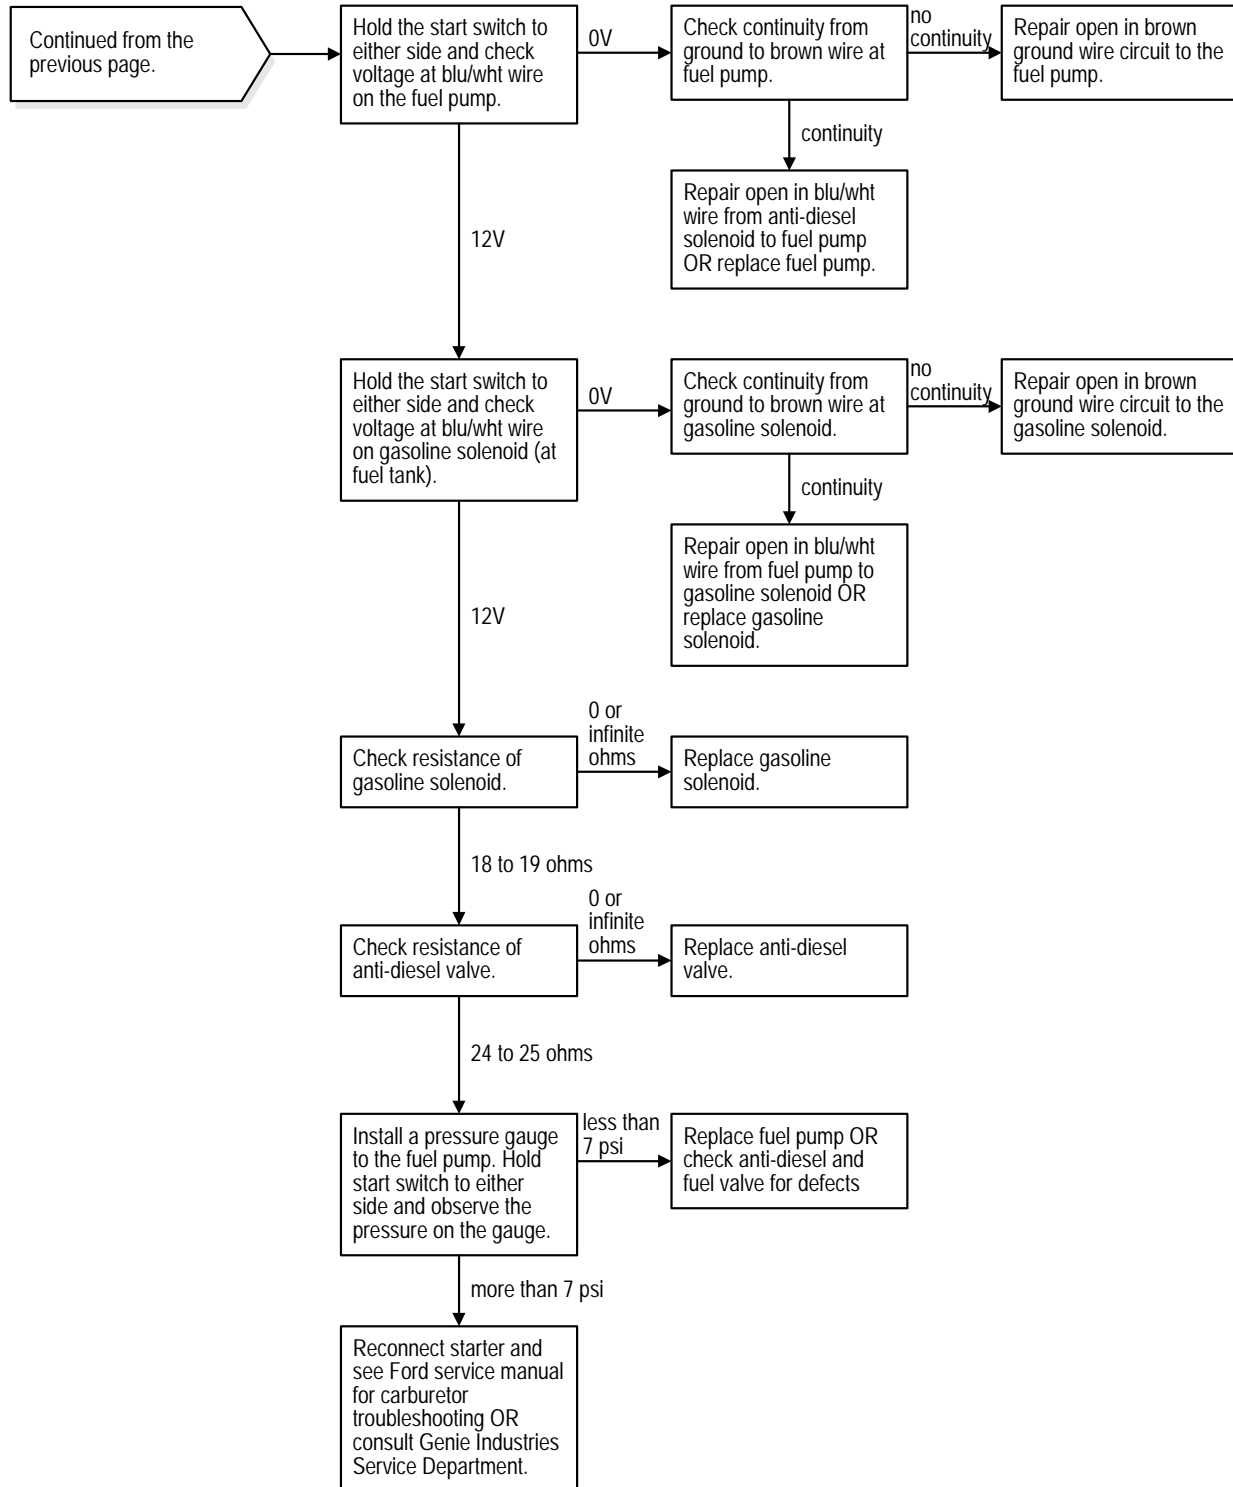 Continued from the
previous page.
Hold the start switch to
either side and check
voltage at blu/wht wire
on the fuel pump.
0V
Check continuity from
ground to brown wire at
fuel pump.
no
continuity
Repair open in brown
ground wire circuit to the
fuel pump.
continuity
Repair open in blu/wht
wire from anti-diesel
solenoid to fuel pump
OR replace fuel pump.
12V
Hold the start switch to
either side and check
voltage at blu/wht wire
on gasoline solenoid (at
fuel tank).
0V
Check continuity from
ground to brown wire at
gasoline solenoid.
no
continuity
Repair open in brown
ground wire circuit to the
gasoline solenoid.
continuity
Repair open in blu/wht
wire from fuel pump to
gasoline solenoid OR
replace gasoline
solenoid.
12V
Check resistance of
gasoline solenoid.
0 or
infinite
ohms
Replace gasoline
solenoid.
18 to 19 ohms
Check resistance of
anti-diesel valve.
0 or
infinite
ohms
Replace anti-diesel
valve.
24 to 25 ohms
Install a pressure gauge
to the fuel pump. Hold
start switch to either
side and observe the
pressure on the gauge.
less than
7 psi
Replace fuel pump OR
check anti-diesel and
fuel valve for defects
more than 7 psi
Reconnect starter and
see Ford service manual
for carburetor
troubleshooting OR
consult Genie Industries
Service Department.